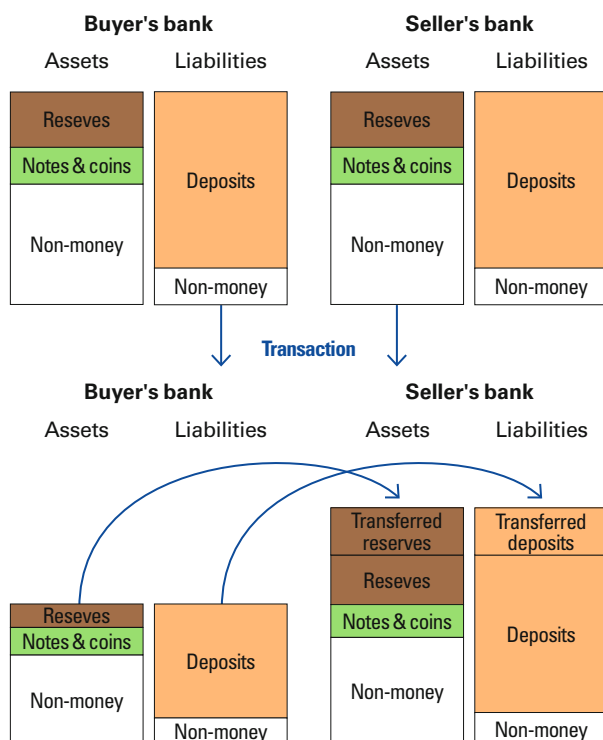 Buyer's bank
Seller's bank
Assets
Liabilities
Assets
Liabilities
Reseves
Notes & coins
Non-money
Deposits
Non-money
Reseves
Notes & coins
Non-money
Deposits
Non-money
Transaction
Buyer's bank
Seller's bank
Assets
Liabilities
Assets
Liabilities
Reseves
Notes & coins
Non-money
Deposits
Non-money
Transferred
reserves
Reseves
Notes & coins
Non-money
Transferred
deposits
Deposits
Non-money